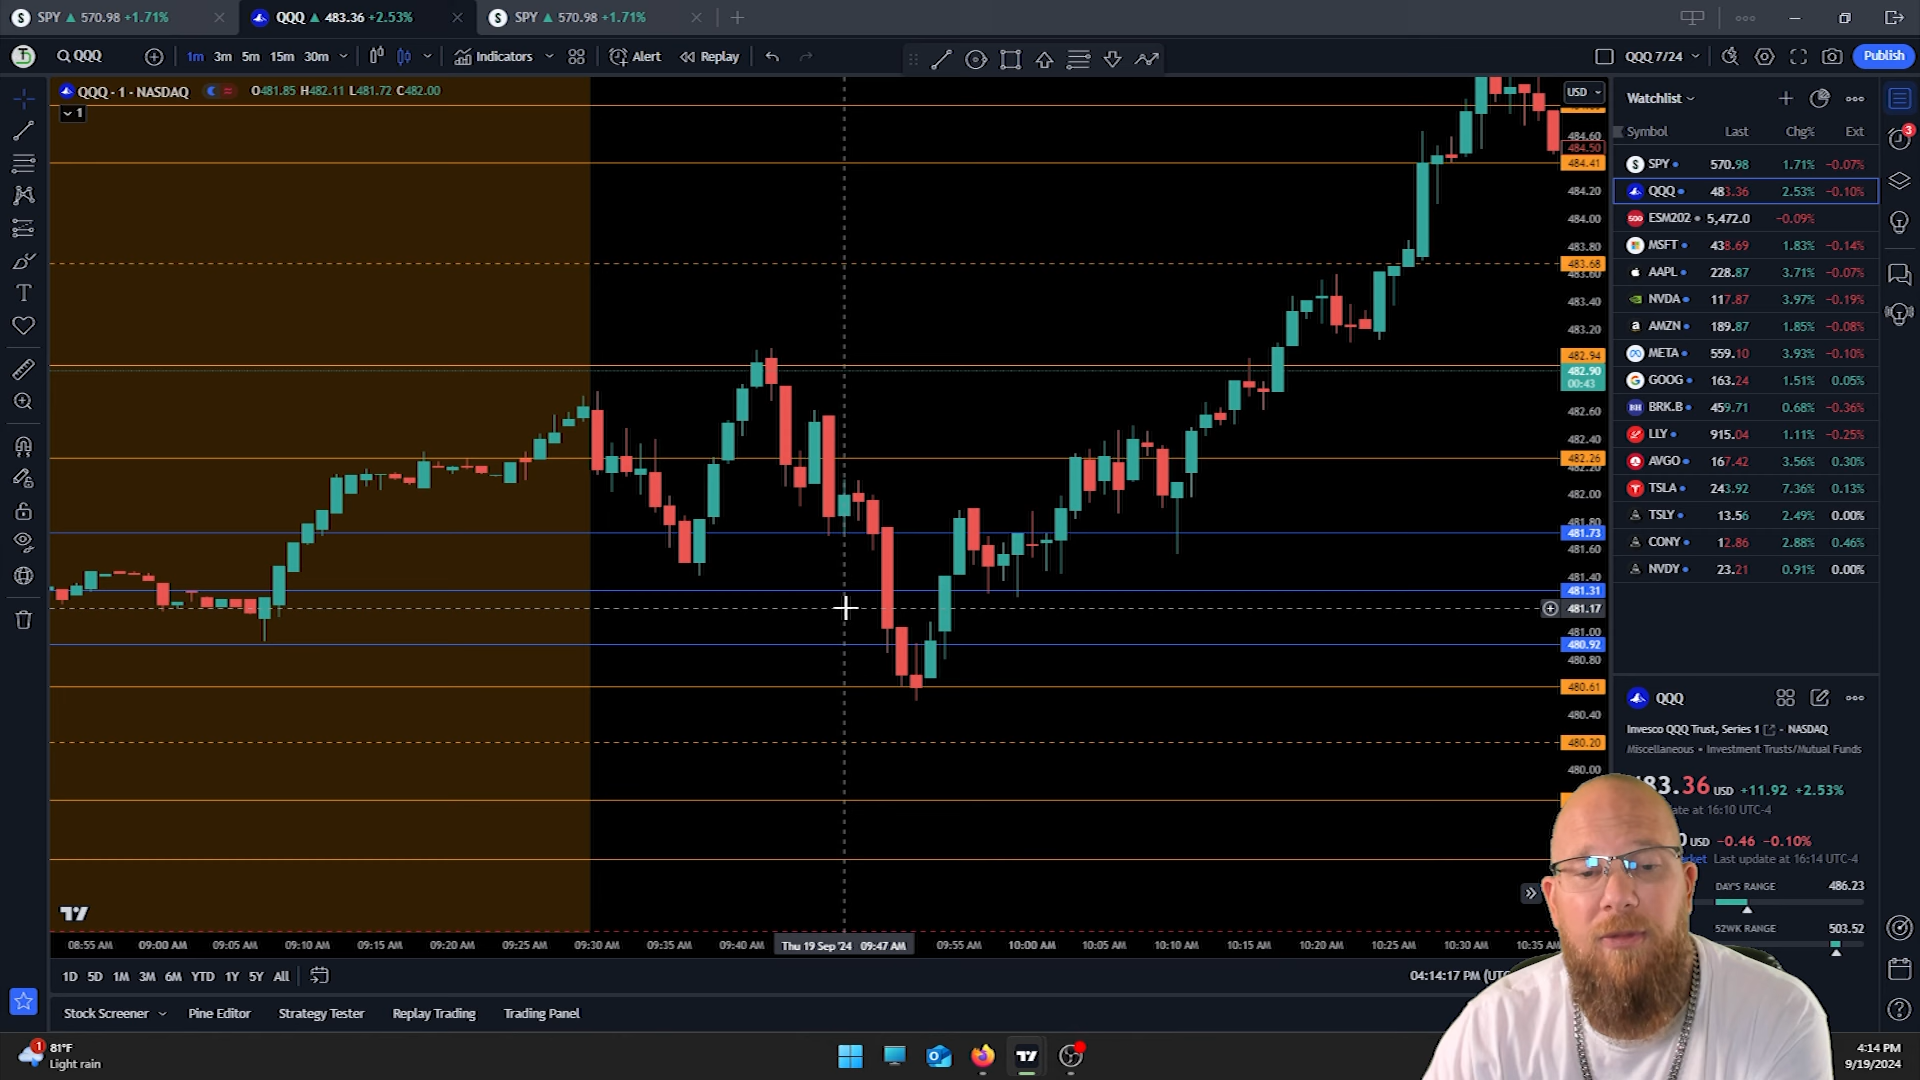 SPY ▲ 570.98 +1.71%
QQQ ▲ 483.36 +2.53%
SPY ▲ 570.98 +1.71%
QQQ
1m 3m 5m 15m 30m
Indicators
Alert
Replay
QQQ 7/24
Publish
QQQ · 1 · NASDAQ
O481.85 H482.11 L481.72 C482.00
1
USD
484.60
484.50
484.41
484.20
484.00
483.80
483.68
483.60
483.40
483.20
482.94
482.90
00:43
482.60
482.40
482.26
482.20
482.00
481.80
481.73
481.60
481.40
481.31
481.17
481.00
480.92
480.80
480.61
480.40
480.20
480.00
08:55 AM 09:00 AM 09:05 AM 09:10 AM 09:15 AM 09:20 AM 09:25 AM 09:30 AM 09:35 AM 09:40 AM Thu 19 Sep '24 09:47 AM 09:55 AM 10:00 AM 10:05 AM 10:10 AM 10:15 AM 10:20 AM 10:25 AM 10:30 AM 10:35 AM
1D 5D 1M 3M 6M YTD 1Y 5Y All
04:14:17 PM
Stock Screener
Pine Editor
Strategy Tester
Replay Trading
Trading Panel
Watchlist
3
Symbol Last Chg% Ext
SPY 570.98 1.71% −0.07%
QQQ 483.36 2.53% −0.10%
500 ESM202 5,472.0 −0.09%
MSFT 438.69 1.83% −0.14%
AAPL 228.87 3.71% −0.07%
NVDA 117.87 3.97% −0.19%
AMZN 189.87 1.85% −0.08%
META 559.10 3.93% −0.10%
GOOG 163.24 1.51% 0.05%
BRK.B 459.71 0.68% −0.36%
LLY 915.04 1.11% −0.25%
AVGO 167.42 3.56% 0.30%
TSLA 243.92 7.36% 0.13%
TSLY 13.56 2.49% 0.00%
CONY 12.86 2.88% 0.46%
NVDY 23.21 0.91% 0.00%
QQQ
Invesco QQQ Trust, Series 1 · NASDAQ
Miscellaneous • Investment Trusts/Mutual Funds
83.36 USD +11.92 +2.53%
at 16:10 UTC-4
USD −0.46 −0.10%
Last update at 16:14 UTC-4
DAY'S RANGE 486.23
52WK RANGE 503.52
1
81°F
Light rain
4:14 PM
9/19/2024